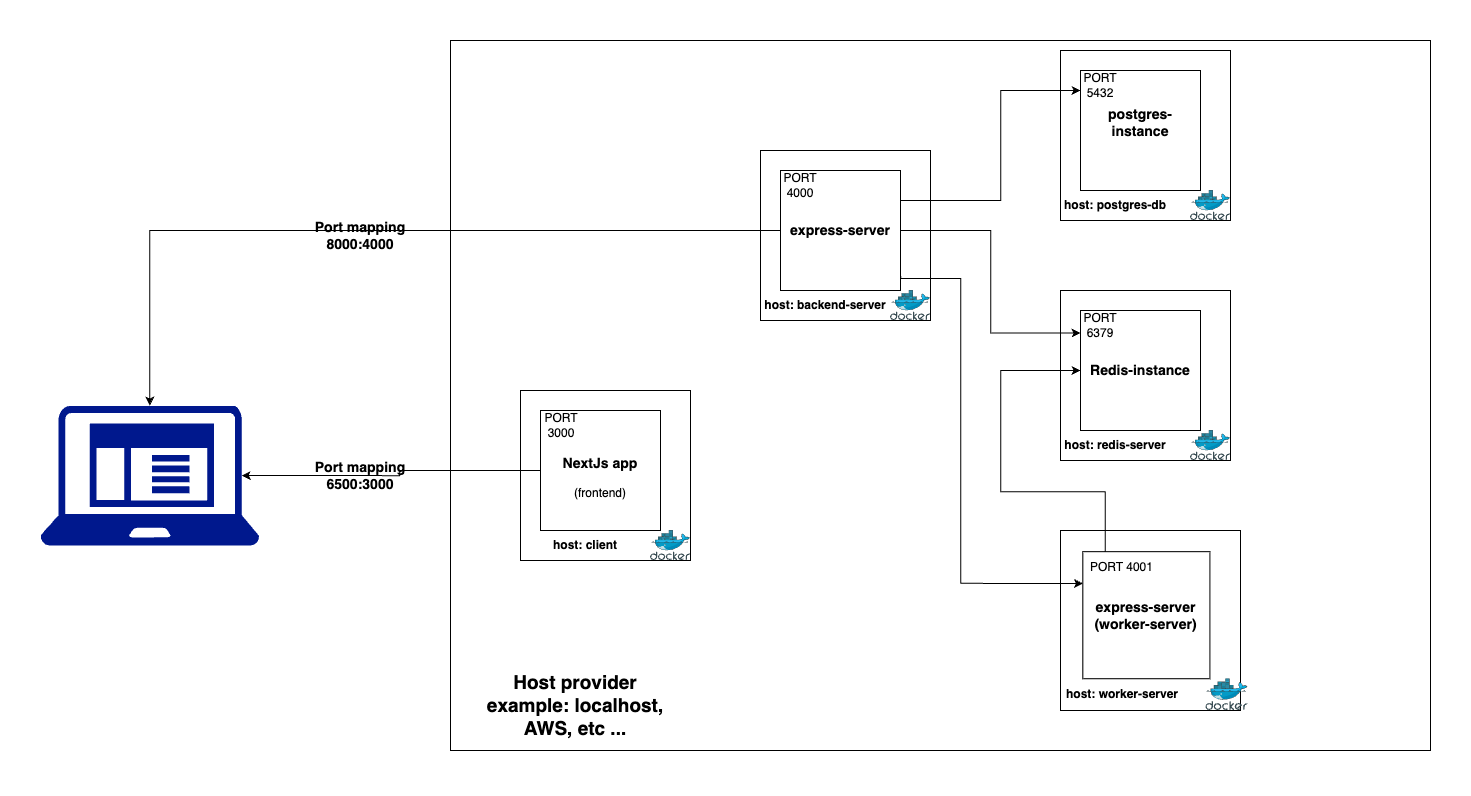 PORT
5432
postgres-
instance
host: postgres-db
docker
PORT
4000
express-server
host: backend-server
docker
Port mapping
8000:4000
PORT
6379
Redis-instance
host: redis-server
docker
PORT
3000
NextJs app
(frontend)
host: client
docker
Port mapping
6500:3000
PORT 4001
express-server
(worker-server)
host: worker-server
docker
Host provider
example: localhost,
AWS, etc ...